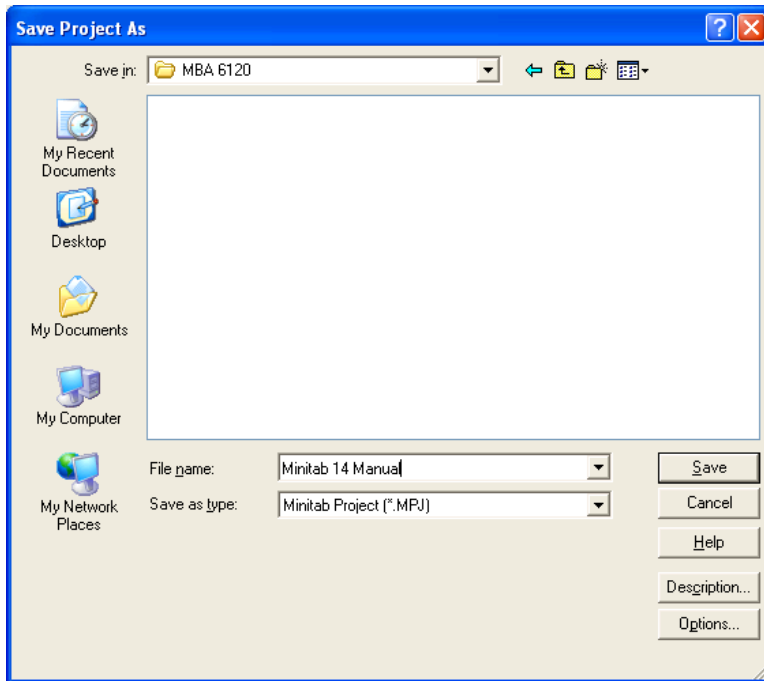 Save Project As
Save in: MBA 6120
My Recent
Documents
Desktop
My Documents
My Computer
My Network
Places
File name: Minitab 14 Manual
Save as type: Minitab Project (*.MPJ)
Save
Cancel
Help
Description...
Options...